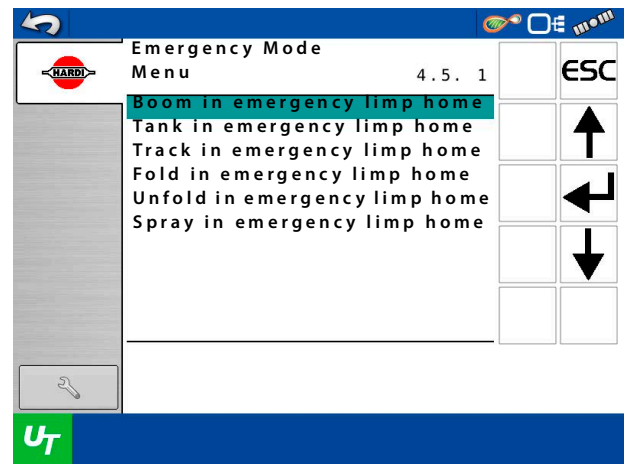 HARDI
Emergency Mode
Menu 4.5. 1
Boom in emergency limp home
Tank in emergency limp home
Track in emergency limp home
Fold in emergency limp home
Unfold in emergency limp home
Spray in emergency limp home
ESC
UT